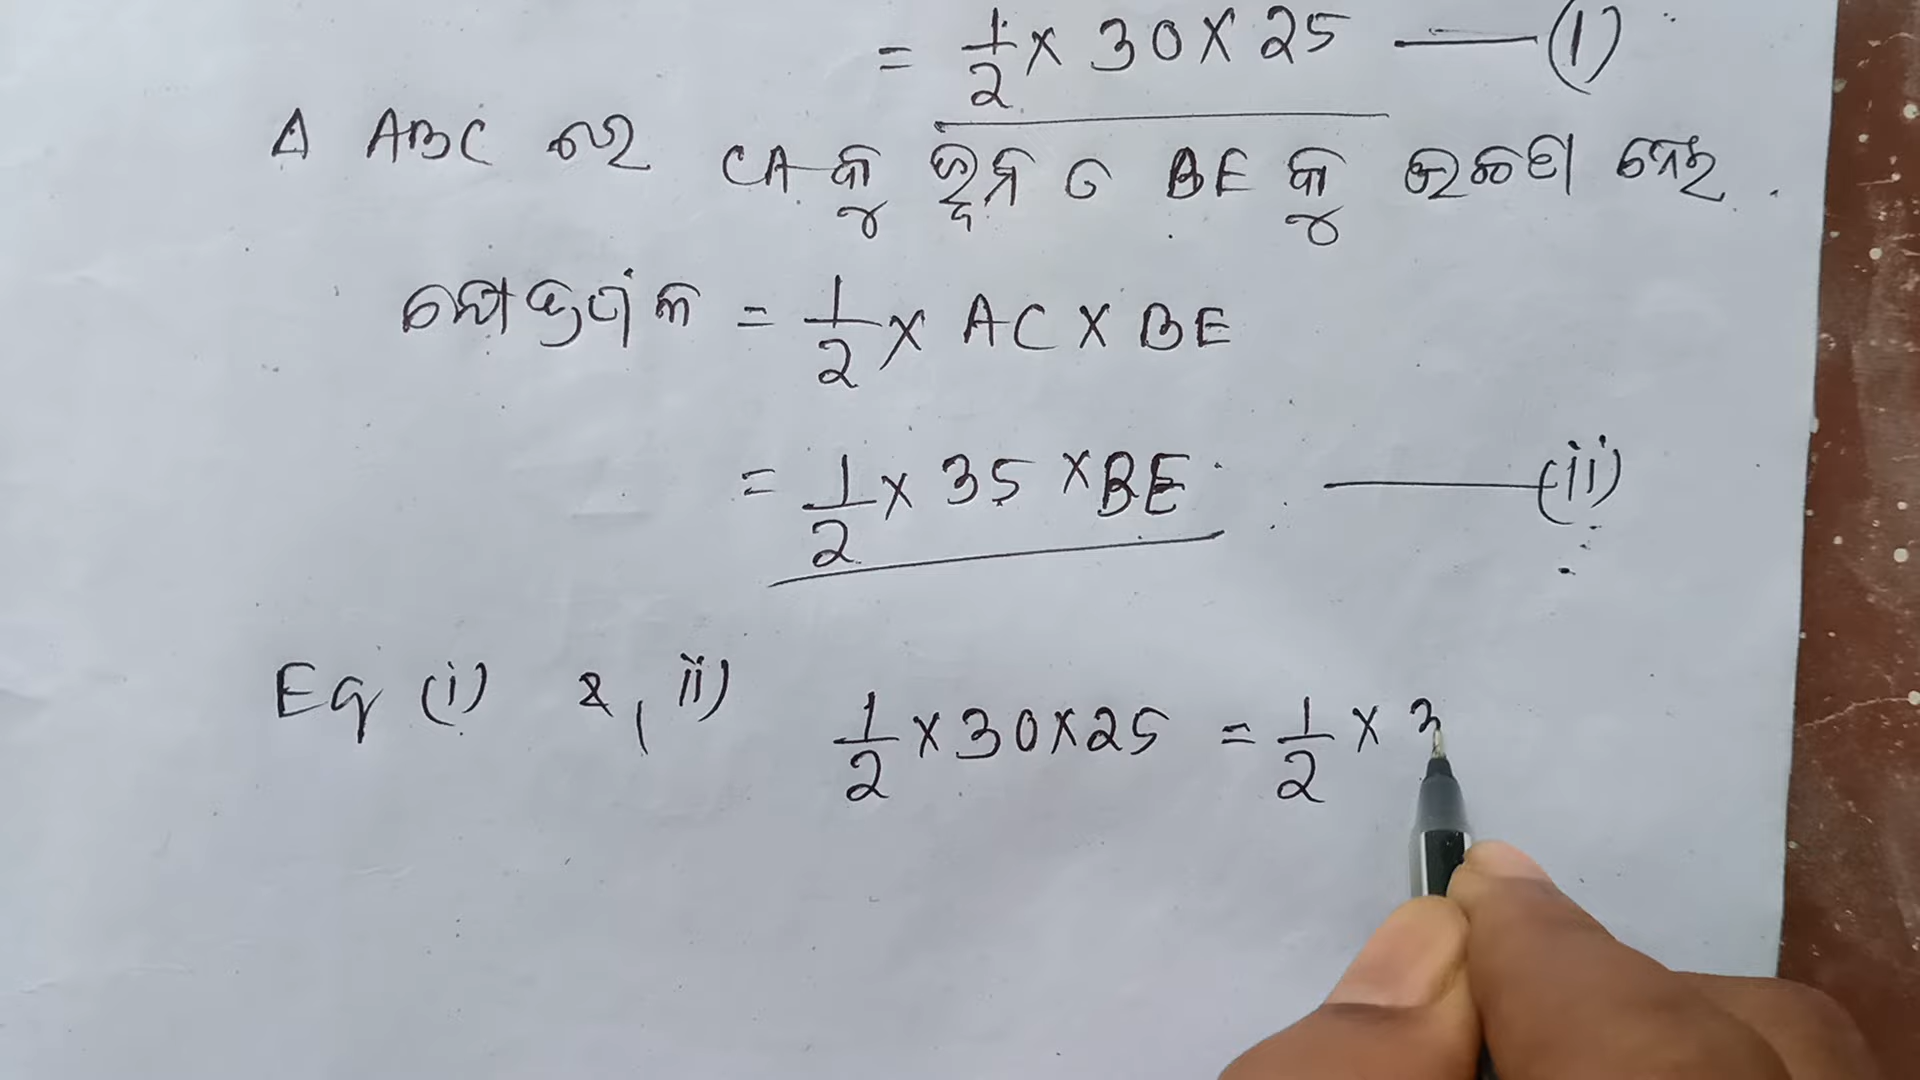 = 1/2 × 30 × 25 —— (1)
Δ ABC ରେ CA କୁ ଭୂମି ଓ BE କୁ ଉଚ୍ଚତା ନେଇ .
କ୍ଷେତ୍ରଫଳ = 1/2 × AC × BE
= 1/2 × 35 × BE —— (ii)
Eq (i) & (ii) 1/2 × 30 × 25 = 1/2 × 3